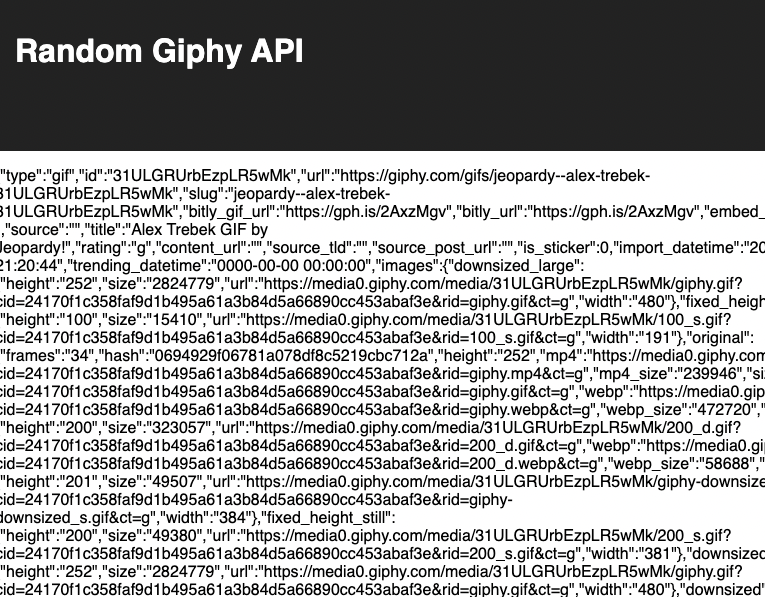 Random Giphy API
"type":"gif","id":"31ULGRUrbEzpLR5wMk","url":"https://giphy.com/gifs/jeopardy--alex-trebek-
31ULGRUrbEzpLR5wMk","slug":"jeopardy--alex-trebek-
31ULGRUrbEzpLR5wMk","bitly_gif_url":"https://gph.is/2AxzMgv","bitly_url":"https://gph.is/2AxzMgv","embed_
,"source":"","title":"Alex Trebek GIF by
Jeopardy!","rating":"g","content_url":"","source_tld":"","source_post_url":"","is_sticker":0,"import_datetime":"20
21:20:44","trending_datetime":"0000-00-00 00:00:00","images":{"downsized_large":
"height":"252","size":"2824779","url":"https://media0.giphy.com/media/31ULGRUrbEzpLR5wMk/giphy.gif?
cid=24170f1c358faf9d1b495a61a3b84d5a66890cc453abaf3e&rid=giphy.gif&ct=g","width":"480"},"fixed_heigh
"height":"100","size":"15410","url":"https://media0.giphy.com/media/31ULGRUrbEzpLR5wMk/100_s.gif?
cid=24170f1c358faf9d1b495a61a3b84d5a66890cc453abaf3e&rid=100_s.gif&ct=g","width":"191"},"original":
"frames":"34","hash":"0694929f06781a078df8c5219cbc712a","height":"252","mp4":"https://media0.giphy.com
cid=24170f1c358faf9d1b495a61a3b84d5a66890cc453abaf3e&rid=giphy.mp4&ct=g","mp4_size":"239946","si
cid=24170f1c358faf9d1b495a61a3b84d5a66890cc453abaf3e&rid=giphy.gif&ct=g","webp":"https://media0.gip
cid=24170f1c358faf9d1b495a61a3b84d5a66890cc453abaf3e&rid=giphy.webp&ct=g","webp_size":"472720","
"height":"200","size":"323057","url":"https://media0.giphy.com/media/31ULGRUrbEzpLR5wMk/200_d.gif?
cid=24170f1c358faf9d1b495a61a3b84d5a66890cc453abaf3e&rid=200_d.gif&ct=g","webp":"https://media0.gi
cid=24170f1c358faf9d1b495a61a3b84d5a66890cc453abaf3e&rid=200_d.webp&ct=g","webp_size":"58688","
"height":"201","size":"49507","url":"https://media0.giphy.com/media/31ULGRUrbEzpLR5wMk/giphy-downsize
cid=24170f1c358faf9d1b495a61a3b84d5a66890cc453abaf3e&rid=giphy-
downsized_s.gif&ct=g","width":"384"},"fixed_height_still":
"height":"200","size":"49380","url":"https://media0.giphy.com/media/31ULGRUrbEzpLR5wMk/200_s.gif?
cid=24170f1c358faf9d1b495a61a3b84d5a66890cc453abaf3e&rid=200_s.gif&ct=g","width":"381"},"downsized
"height":"252","size":"2824779","url":"https://media0.giphy.com/media/31ULGRUrbEzpLR5wMk/giphy.gif?
cid=24170f1c358faf9d1b495a61a3b84d5a66890cc453abaf3e&rid=giphy.gif&ct=g","width":"480"},"downsized"